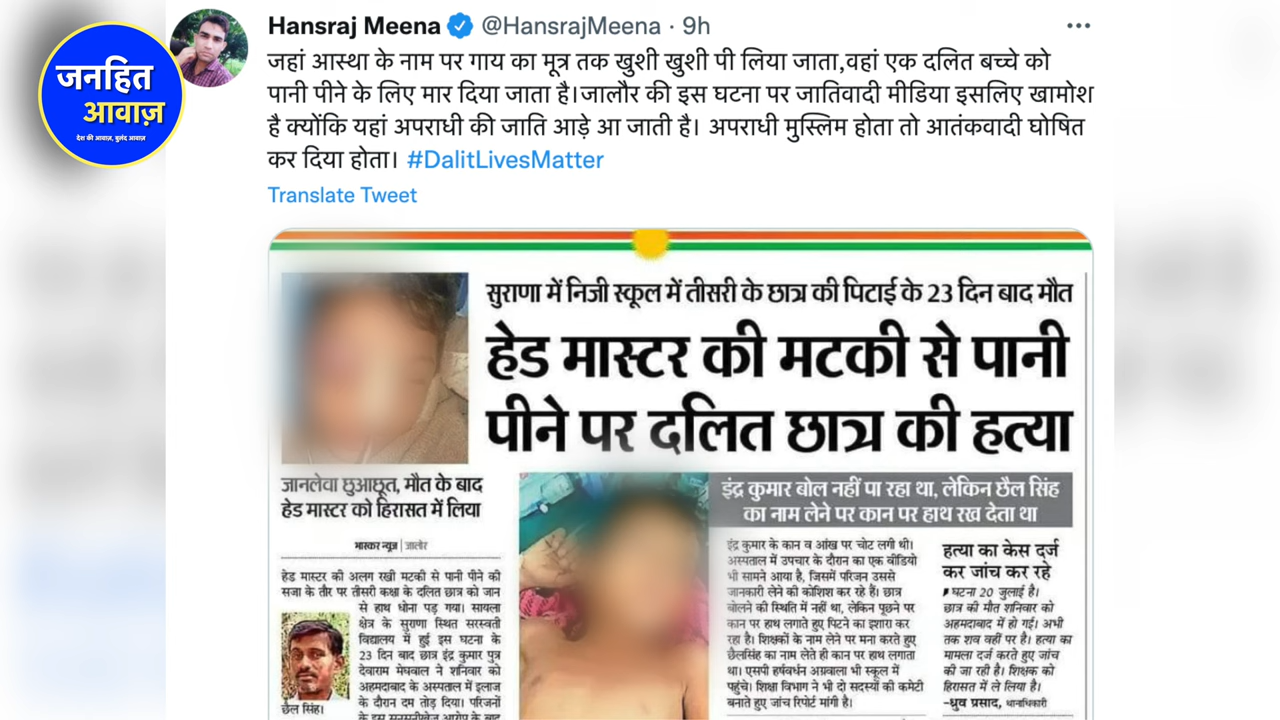 जनहित
आवाज़
देश की आवाज़, बुलंद आवाज़
Hansraj Meena @HansrajMeena · 9h
जहां आस्था के नाम पर गाय का मूत्र तक खुशी खुशी पी लिया जाता,वहां एक दलित बच्चे को
पानी पीने के लिए मार दिया जाता है।जालौर की इस घटना पर जातिवादी मीडिया इसलिए खामोश
है क्योंकि यहां अपराधी की जाति आड़े आ जाती है। अपराधी मुस्लिम होता तो आतंकवादी घोषित
कर दिया होता। #DalitLivesMatter
Translate Tweet
सुराणा में निजी स्कूल में तीसरी के छात्र की पिटाई के 23 दिन बाद मौत
हेड मास्टर की मटकी से पानी
पीने पर दलित छात्र की हत्या
जानलेवा छुआछूत, मौत के बाद
हेड मास्टर को हिरासत में लिया
भास्कर न्यूज | जालोर
हेड मास्टर की अलग रखी मटकी से पानी पीने की
सजा के तौर पर तीसरी कक्षा के दलित छात्र को जान
से हाथ धोना पड़ गया। सायला
क्षेत्र के सुराणा स्थित सरस्वती
विद्यालय में हुई इस घटना के
23 दिन बाद छात्र इंद्र कुमार पुत्र
देवाराम मेघवाल ने शनिवार को
अहमदाबाद के अस्पताल में इलाज
के दौरान दम तोड़ दिया। परिजनों
के इस सनसनीखेज आरोप के बाद
छैल सिंह।
इंद्र कुमार बोल नहीं पा रहा था, लेकिन छैल सिंह
का नाम लेने पर कान पर हाथ रख देता था
इंद्र कुमार के कान व आंख पर चोट लगी थी।
अस्पताल में उपचार के दौरान का एक वीडियो
भी सामने आया है, जिसमें परिजन उससे
जानकारी लेने की कोशिश कर रहे हैं। छात्र
बोलने की स्थिति में नहीं था, लेकिन पूछने पर
कान पर हाथ लगाते हुए पिटने का इशारा कर
रहा है। शिक्षकों के नाम लेने पर मना करते हुए
छैलसिंह का नाम लेते ही कान पर हाथ लगाता
था। एसपी हर्षवर्धन अग्रवाला भी स्कूल में
पहुंचे। शिक्षा विभाग ने भी दो सदस्यों की कमेटी
बनाते हुए जांच रिपोर्ट मांगी है।
हत्या का केस दर्ज
कर जांच कर रहे
घटना 20 जुलाई है।
छात्र की मौत शनिवार को
अहमदाबाद में हो गई। अभी
तक शव वहीं पर है। हत्या का
मामला दर्ज करते हुए जांच
की जा रही है। शिक्षक को
हिरासत में ले लिया है।
-ध्रुव प्रसाद, थानाधिकारी